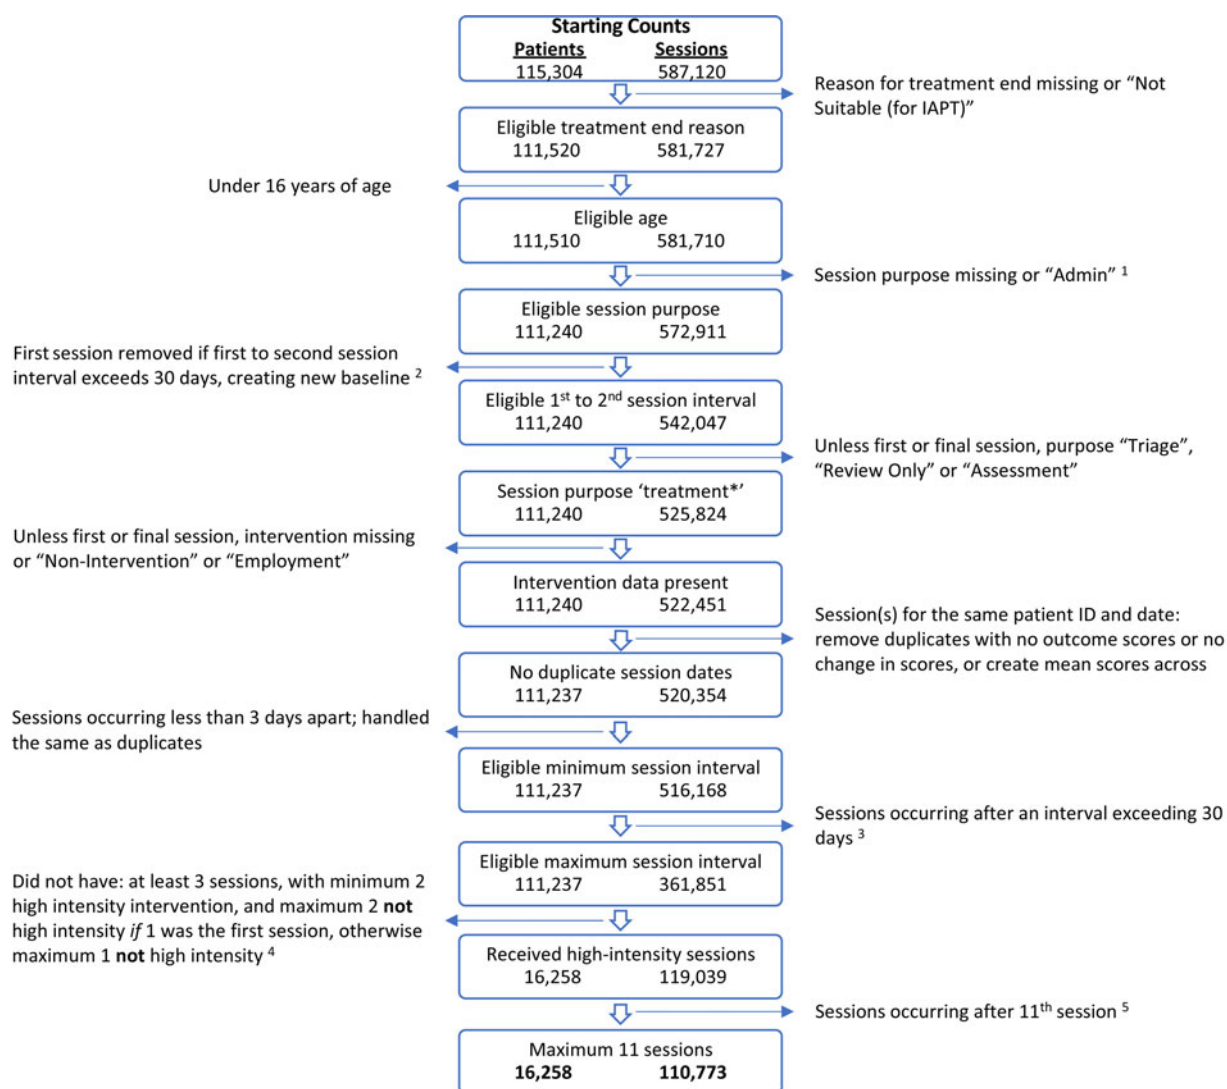 Starting Counts
Patients Sessions
115,304 587,120
Reason for treatment end missing or “Not
Suitable (for IAPT)”
Eligible treatment end reason
111,520 581,727
Under 16 years of age
Eligible age
111,510 581,710
Session purpose missing or “Admin” 1
Eligible session purpose
111,240 572,911
First session removed if first to second session
interval exceeds 30 days, creating new baseline 2
Eligible 1st to 2nd session interval
111,240 542,047
Unless first or final session, purpose “Triage”,
“Review Only” or “Assessment”
Session purpose ‘treatment*’
111,240 525,824
Unless first or final session, intervention missing
or “Non-Intervention” or “Employment”
Intervention data present
111,240 522,451
Session(s) for the same patient ID and date:
remove duplicates with no outcome scores or no
change in scores, or create mean scores across
No duplicate session dates
111,237 520,354
Sessions occurring less than 3 days apart; handled
the same as duplicates
Eligible minimum session interval
111,237 516,168
Sessions occurring after an interval exceeding 30
days 3
Eligible maximum session interval
111,237 361,851
Did not have: at least 3 sessions, with minimum 2
high intensity intervention, and maximum 2 not
high intensity if 1 was the first session, otherwise
maximum 1 not high intensity 4
Received high-intensity sessions
16,258 119,039
Sessions occurring after 11th session 5
Maximum 11 sessions
16,258 110,773